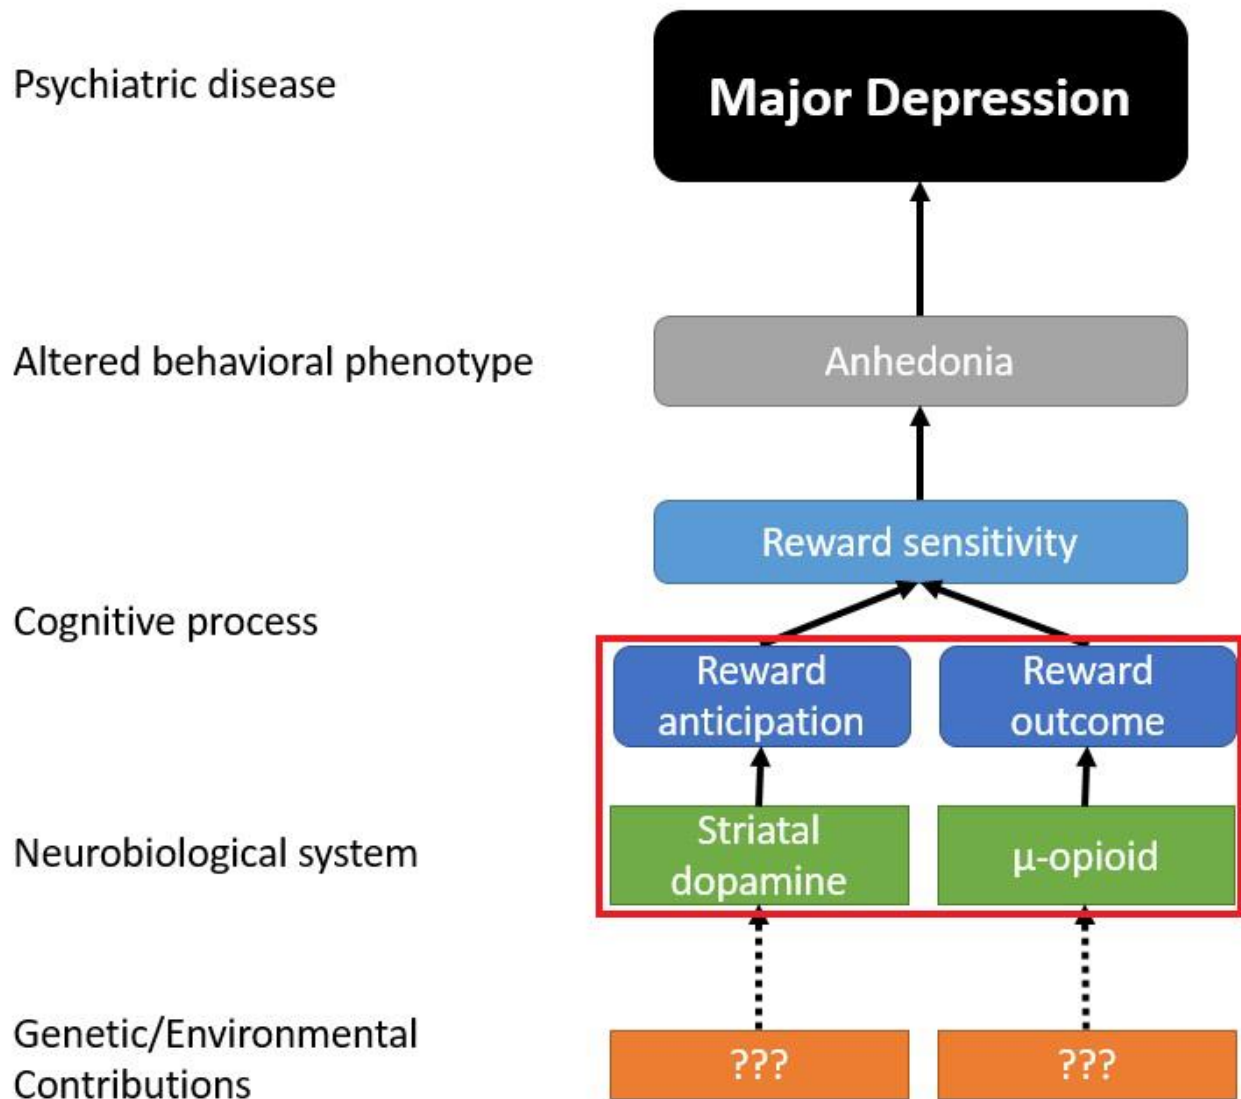 Psychiatric disease
Major Depression
Altered behavioral phenotype
Anhedonia
Reward sensitivity
Cognitive process
Reward
anticipation
Reward
outcome
Neurobiological system
Striatal
dopamine
μ-opioid
Genetic/Environmental
Contributions
???
???